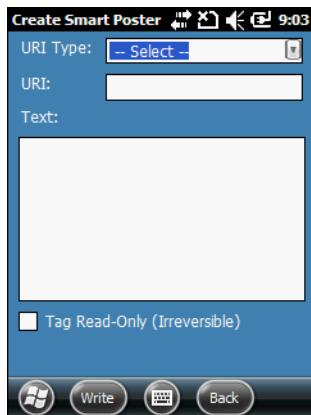 Create Smart Poster 9:03
URI Type: -- Select --
URI:
Text:
Tag Read-Only (Irreversible)
Write Back